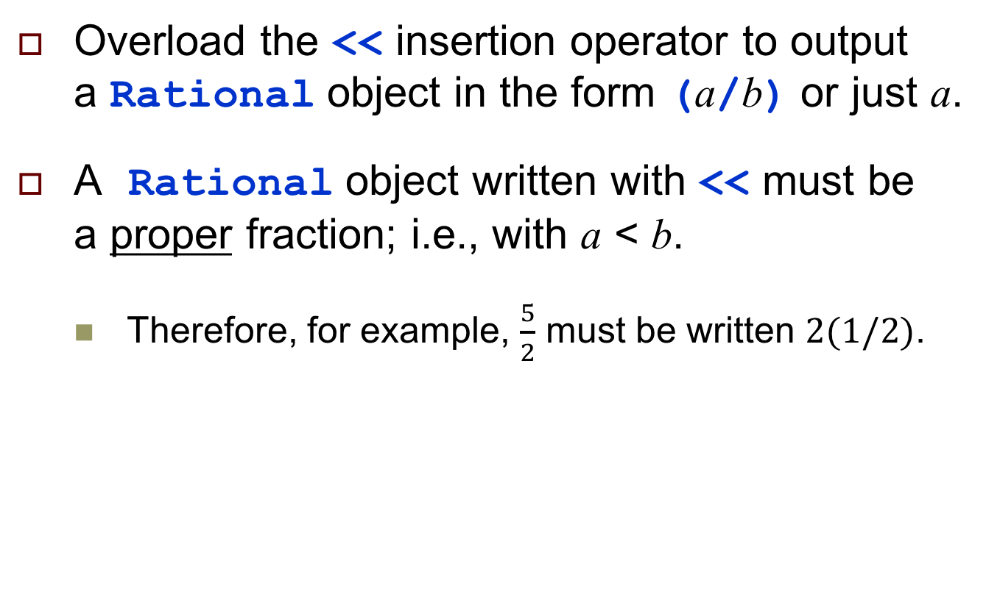 Overload the << insertion operator to output
a Rational object in the form (a/b) or just a.
A Rational object written with << must be
a proper fraction; i.e., with a < b.
Therefore, for example, 5/2 must be written 2(1/2).